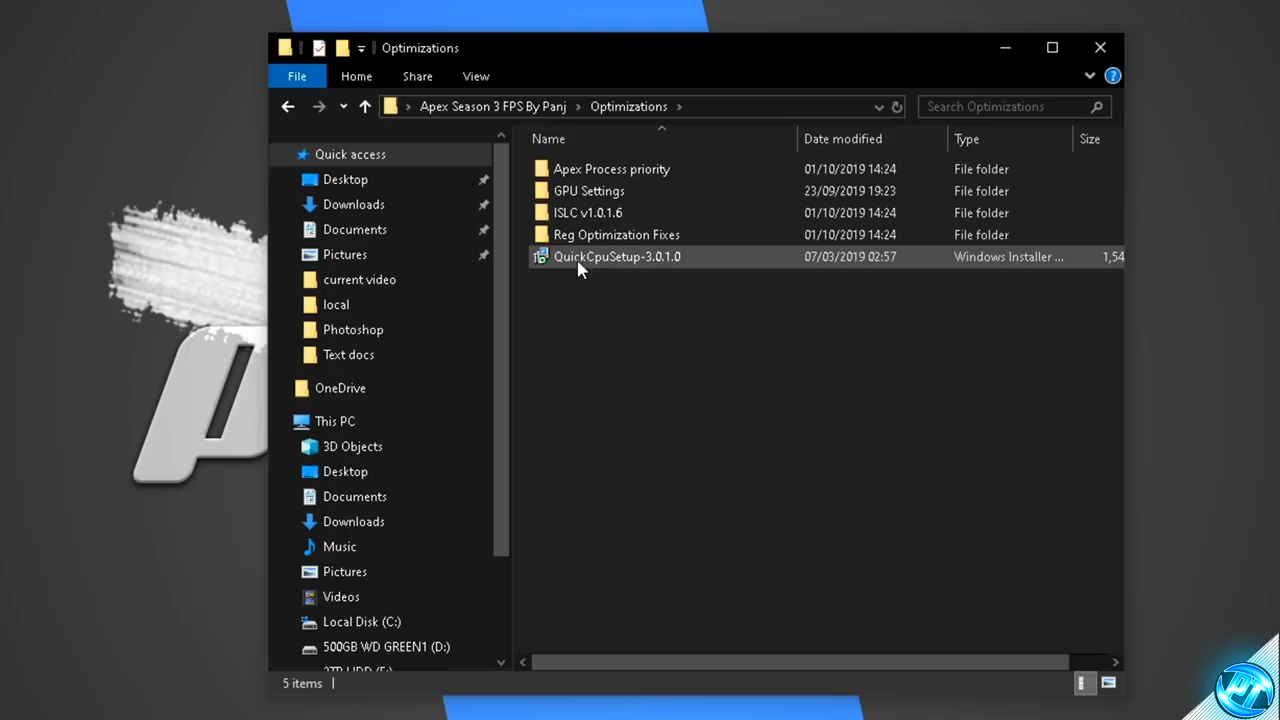 Optimizations
File Home Share View
Apex Season 3 FPS By Panj Optimizations Search Optimizations
Name Date modified Type Size
Quick access
Desktop
Downloads
Documents
Pictures
current video
local
Photoshop
Text docs
OneDrive
This PC
3D Objects
Desktop
Documents
Downloads
Music
Pictures
Videos
Local Disk (C:)
500GB WD GREEN1 (D:)
Apex Process priority 01/10/2019 14:24 File folder
GPU Settings 23/09/2019 19:23 File folder
ISLC v1.0.1.6 01/10/2019 14:24 File folder
Reg Optimization Fixes 01/10/2019 14:24 File folder
QuickCpuSetup-3.0.1.0 07/03/2019 02:57 Windows Installer ... 1,54
5 items
PT